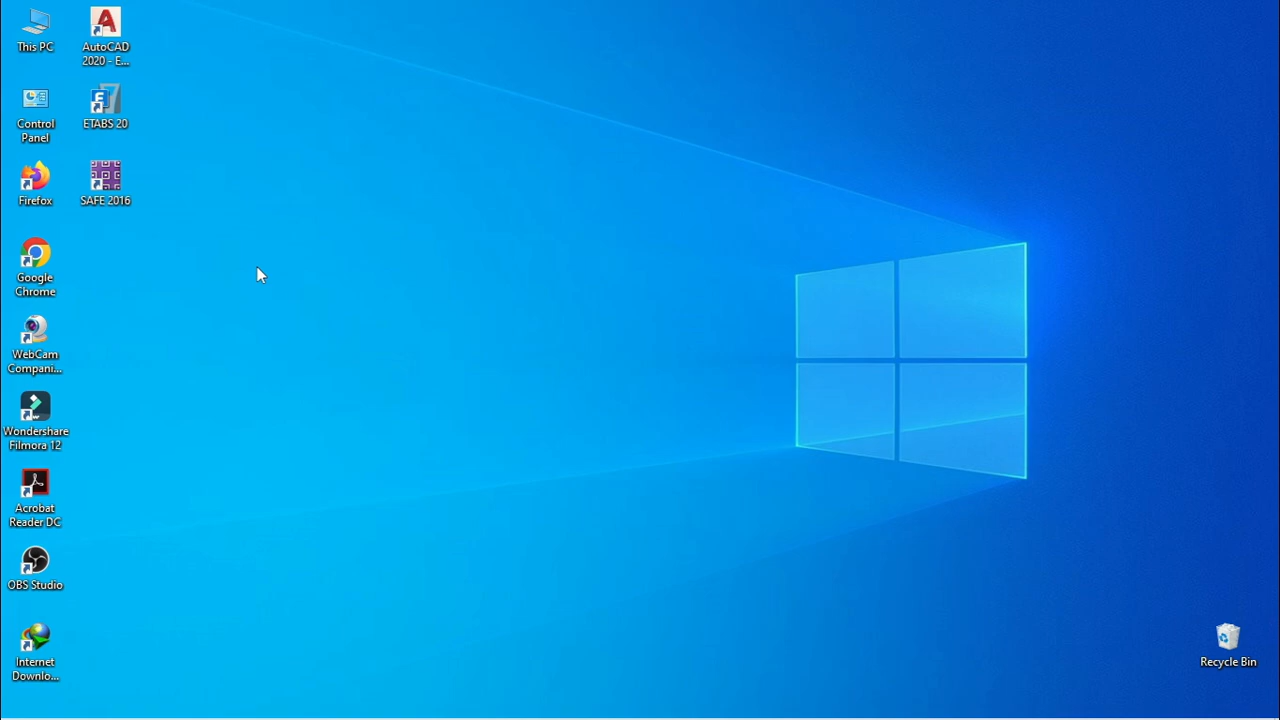 This PC
Control
Panel
Firefox
Google
Chrome
WebCam
Compani...
Wondershare
Filmora 12
Acrobat
Reader DC
OBS Studio
Internet
Downlo...
AutoCAD
2020 - E...
ETABS 20
SAFE 2016
Recycle Bin